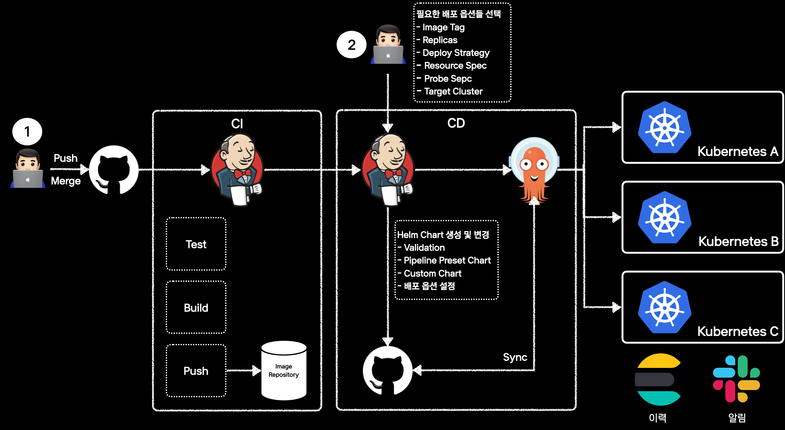 1
Push
Merge
CI
Test
Build
Push
Image
Repository
2
필요한 배포 옵션들 선택
- Image Tag
- Replicas
- Deploy Strategy
- Resource Spec
- Probe Sepc
- Target Cluster
CD
Helm Chart 생성 및 변경
- Validation
- Pipeline Preset Chart
- Custom Chart
- 배포 옵션 설정
Sync
Kubernetes A
Kubernetes B
Kubernetes C
이력
알림